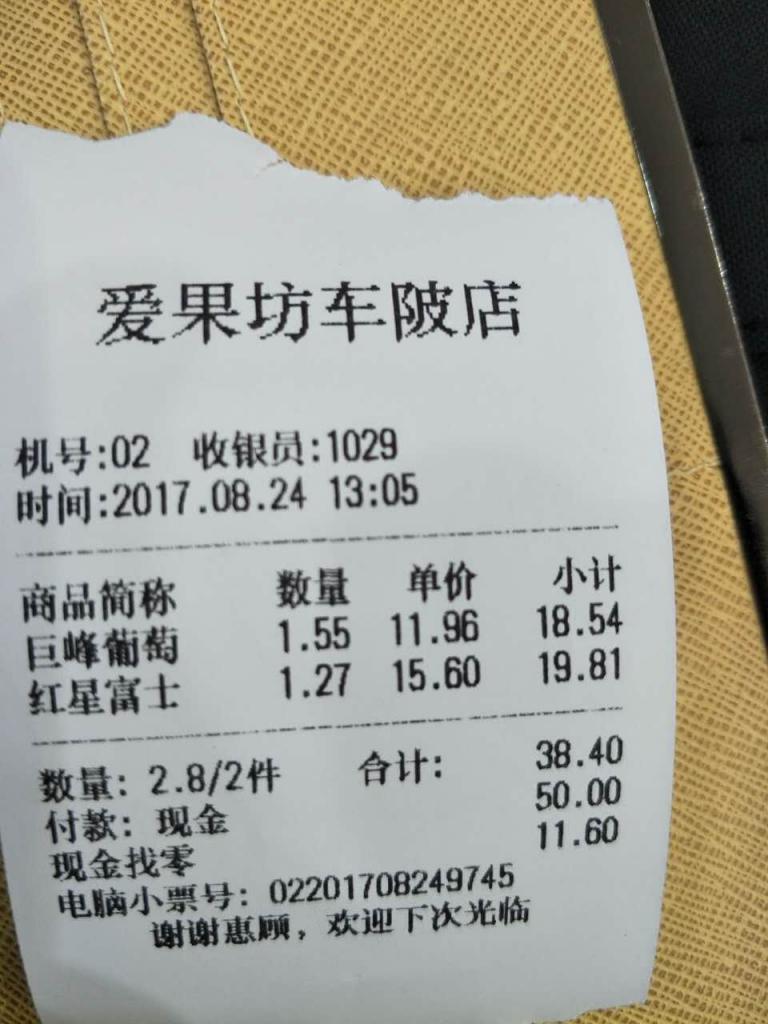 爱果坊车陂店
机号:02 收银员:1029
时间:2017.08.24 13:05
商品简称 数量 单价 小计
巨峰葡萄 1.55 11.96 18.54
红星富士 1.27 15.60 19.81
数量: 2.8/2件 合计: 38.40
付款: 现金 50.00
现金找零 11.60
电脑小票号: 02201708249745
谢谢惠顾, 欢迎下次光临